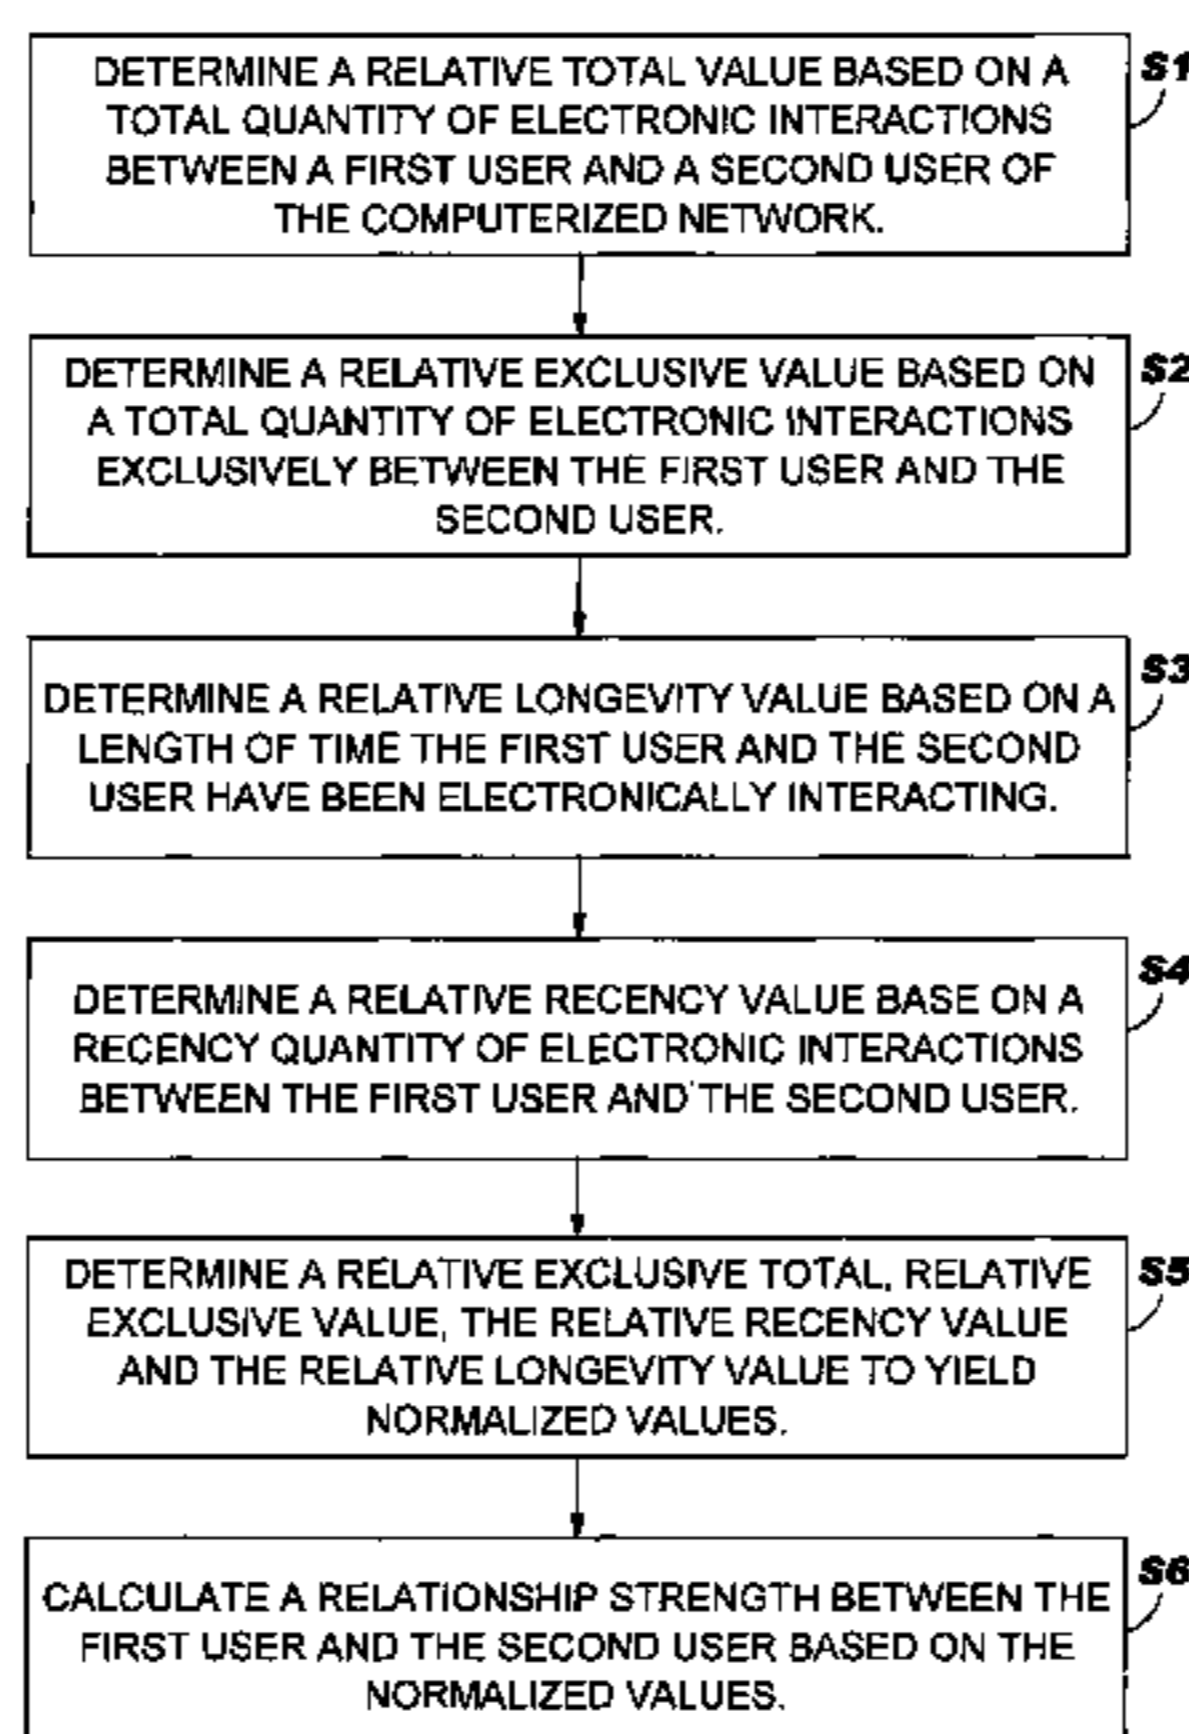 DETERMINE A RELATIVE TOTAL VALUE BASED ON A
TOTAL QUANTITY OF ELECTRONIC INTERACTIONS
BETWEEN A FIRST USER AND A SECOND USER OF
THE COMPUTERIZED NETWORK.
S1
DETERMINE A RELATIVE EXCLUSIVE VALUE BASED ON
A TOTAL QUANTITY OF ELECTRONIC INTERACTIONS
EXCLUSIVELY BETWEEN THE FIRST USER AND THE
SECOND USER.
S2
DETERMINE A RELATIVE LONGEVITY VALUE BASED ON A
LENGTH OF TIME THE FIRST USER AND THE SECOND
USER HAVE BEEN ELECTRONICALLY INTERACTING.
S3
DETERMINE A RELATIVE RECENCY VALUE BASE ON A
RECENCY QUANTITY OF ELECTRONIC INTERACTIONS
BETWEEN THE FIRST USER AND THE SECOND USER.
S4
DETERMINE A RELATIVE EXCLUSIVE TOTAL, RELATIVE
EXCLUSIVE VALUE, THE RELATIVE RECENCY VALUE
AND THE RELATIVE LONGEVITY VALUE TO YIELD
NORMALIZED VALUES.
S5
CALCULATE A RELATIONSHIP STRENGTH BETWEEN THE
FIRST USER AND THE SECOND USER BASED ON THE
NORMALIZED VALUES.
S6